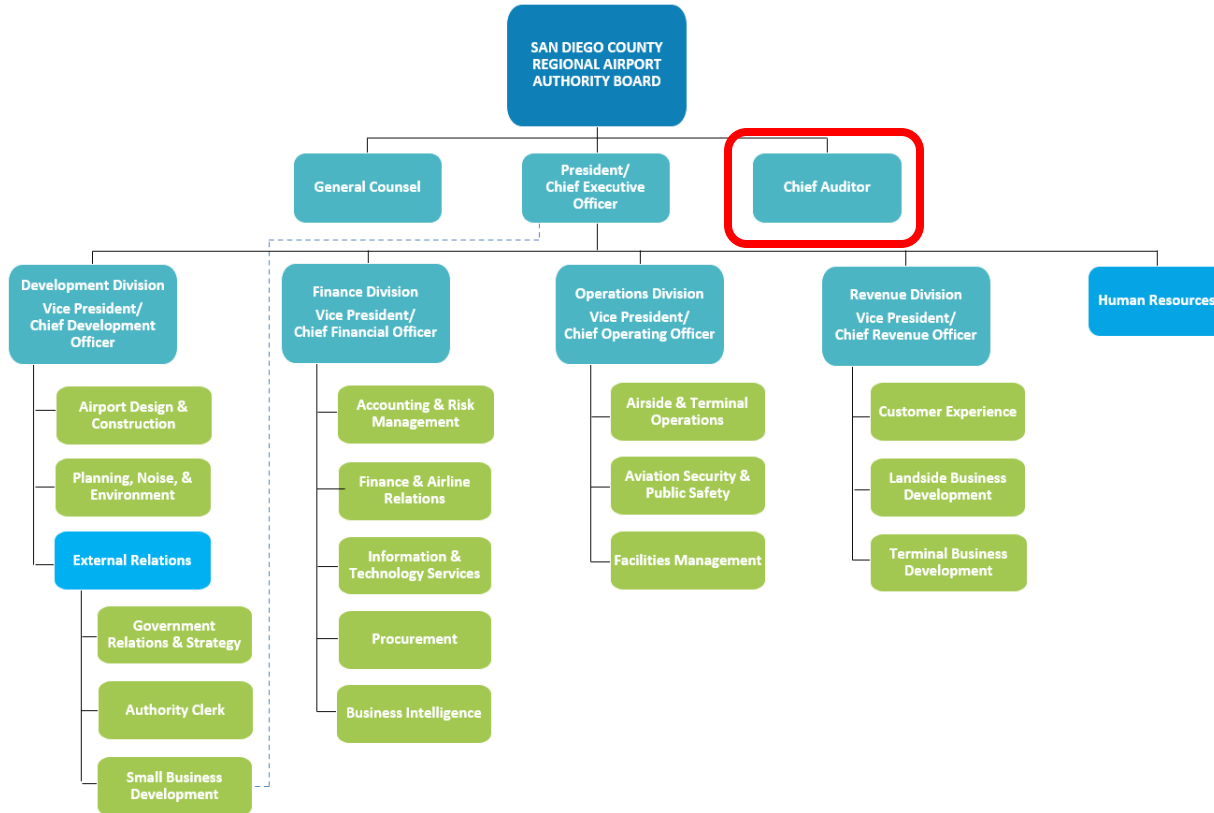 SAN DIEGO COUNTY
REGIONAL AIRPORT
AUTHORITY BOARD
General Counsel
President/
Chief Executive
Officer
Chief Auditor
Development Division
Vice President/
Chief Development
Officer
Finance Division
Vice President/
Chief Financial Officer
Operations Division
Vice President/
Chief Operating Officer
Revenue Division
Vice President/
Chief Revenue Officer
Human Resources
Airport Design &
Construction
Planning, Noise, &
Environment
External Relations
Government
Relations & Strategy
Authority Clerk
Small Business
Development
Accounting & Risk
Management
Finance & Airline
Relations
Information &
Technology Services
Procurement
Business Intelligence
Airside & Terminal
Operations
Aviation Security &
Public Safety
Facilities Management
Customer Experience
Landside Business
Development
Terminal Business
Development